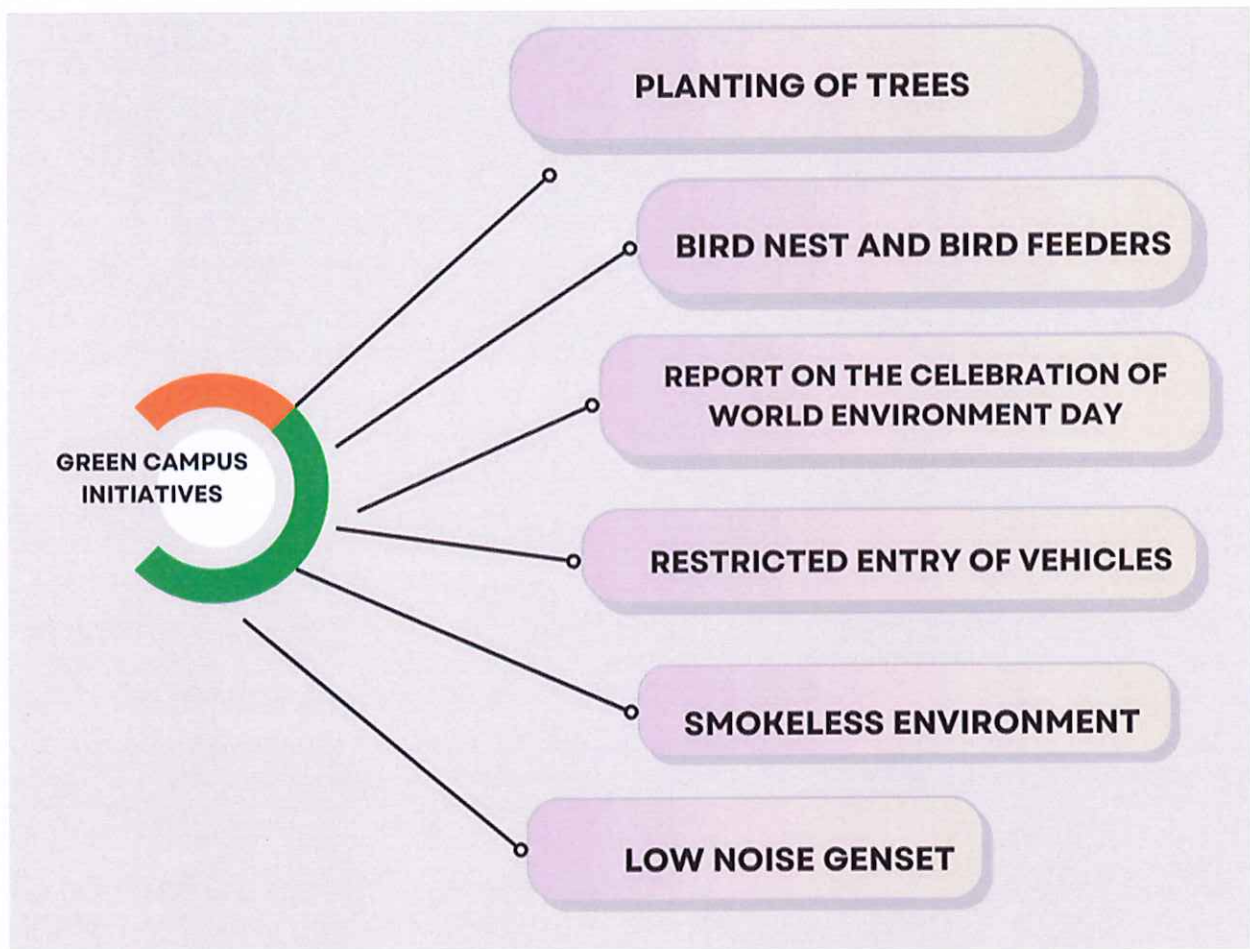 PLANTING OF TREES
BIRD NEST AND BIRD FEEDERS
REPORT ON THE CELEBRATION OF
WORLD ENVIRONMENT DAY
GREEN CAMPUS
INITIATIVES
RESTRICTED ENTRY OF VEHICLES
SMOKELESS ENVIRONMENT
LOW NOISE GENSET